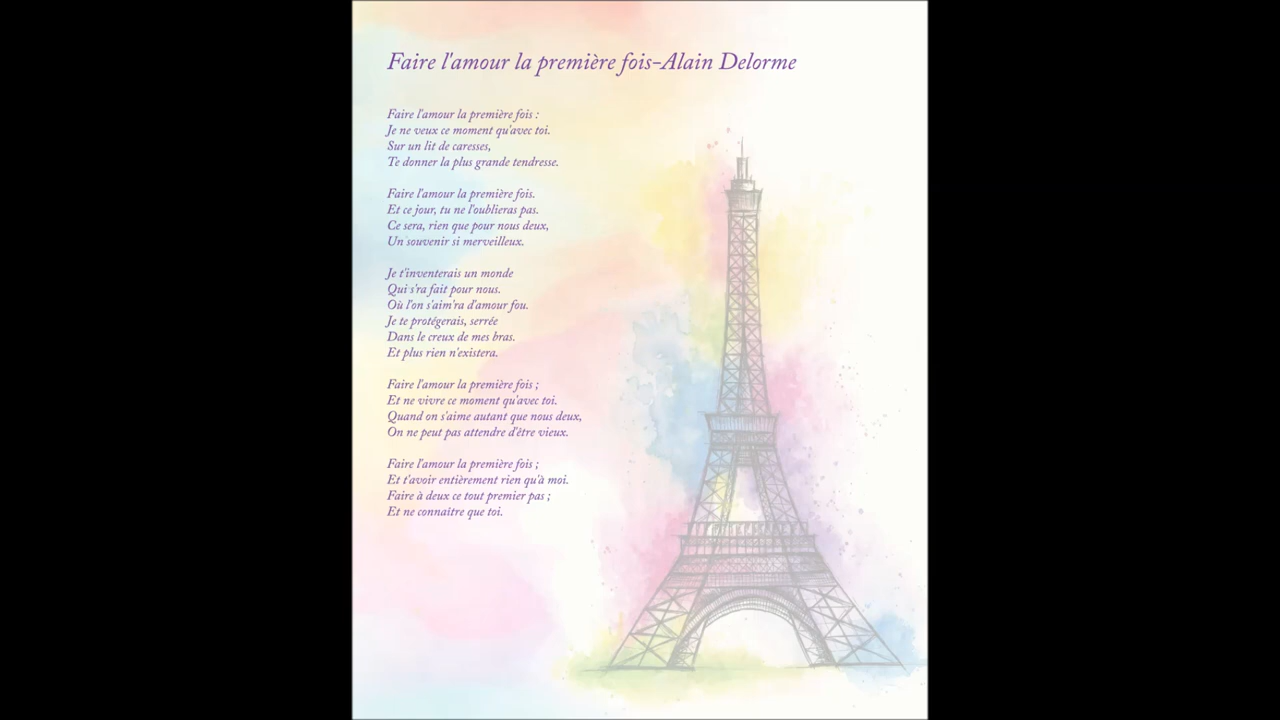 Faire l'amour la première fois-Alain Delorme
Faire l'amour la première fois :
Je ne veux ce moment qu'avec toi.
Sur un lit de caresses,
Te donner la plus grande tendresse.
Faire l'amour la première fois.
Et ce jour, tu ne l'oublieras pas.
Ce sera, rien que pour nous deux,
Un souvenir si merveilleux.
Je t'inventerais un monde
Qui s'ra fait pour nous.
Où l'on s'aim'ra d'amour fou.
Je te protégerais, serrée
Dans le creux de mes bras.
Et plus rien n'existera.
Faire l'amour la première fois ;
Et ne vivre ce moment qu'avec toi.
Quand on s'aime autant que nous deux,
On ne peut pas attendre d'être vieux.
Faire l'amour la première fois ;
Et t'avoir entièrement rien qu'à moi.
Faire à deux ce tout premier pas ;
Et ne connaître que toi.